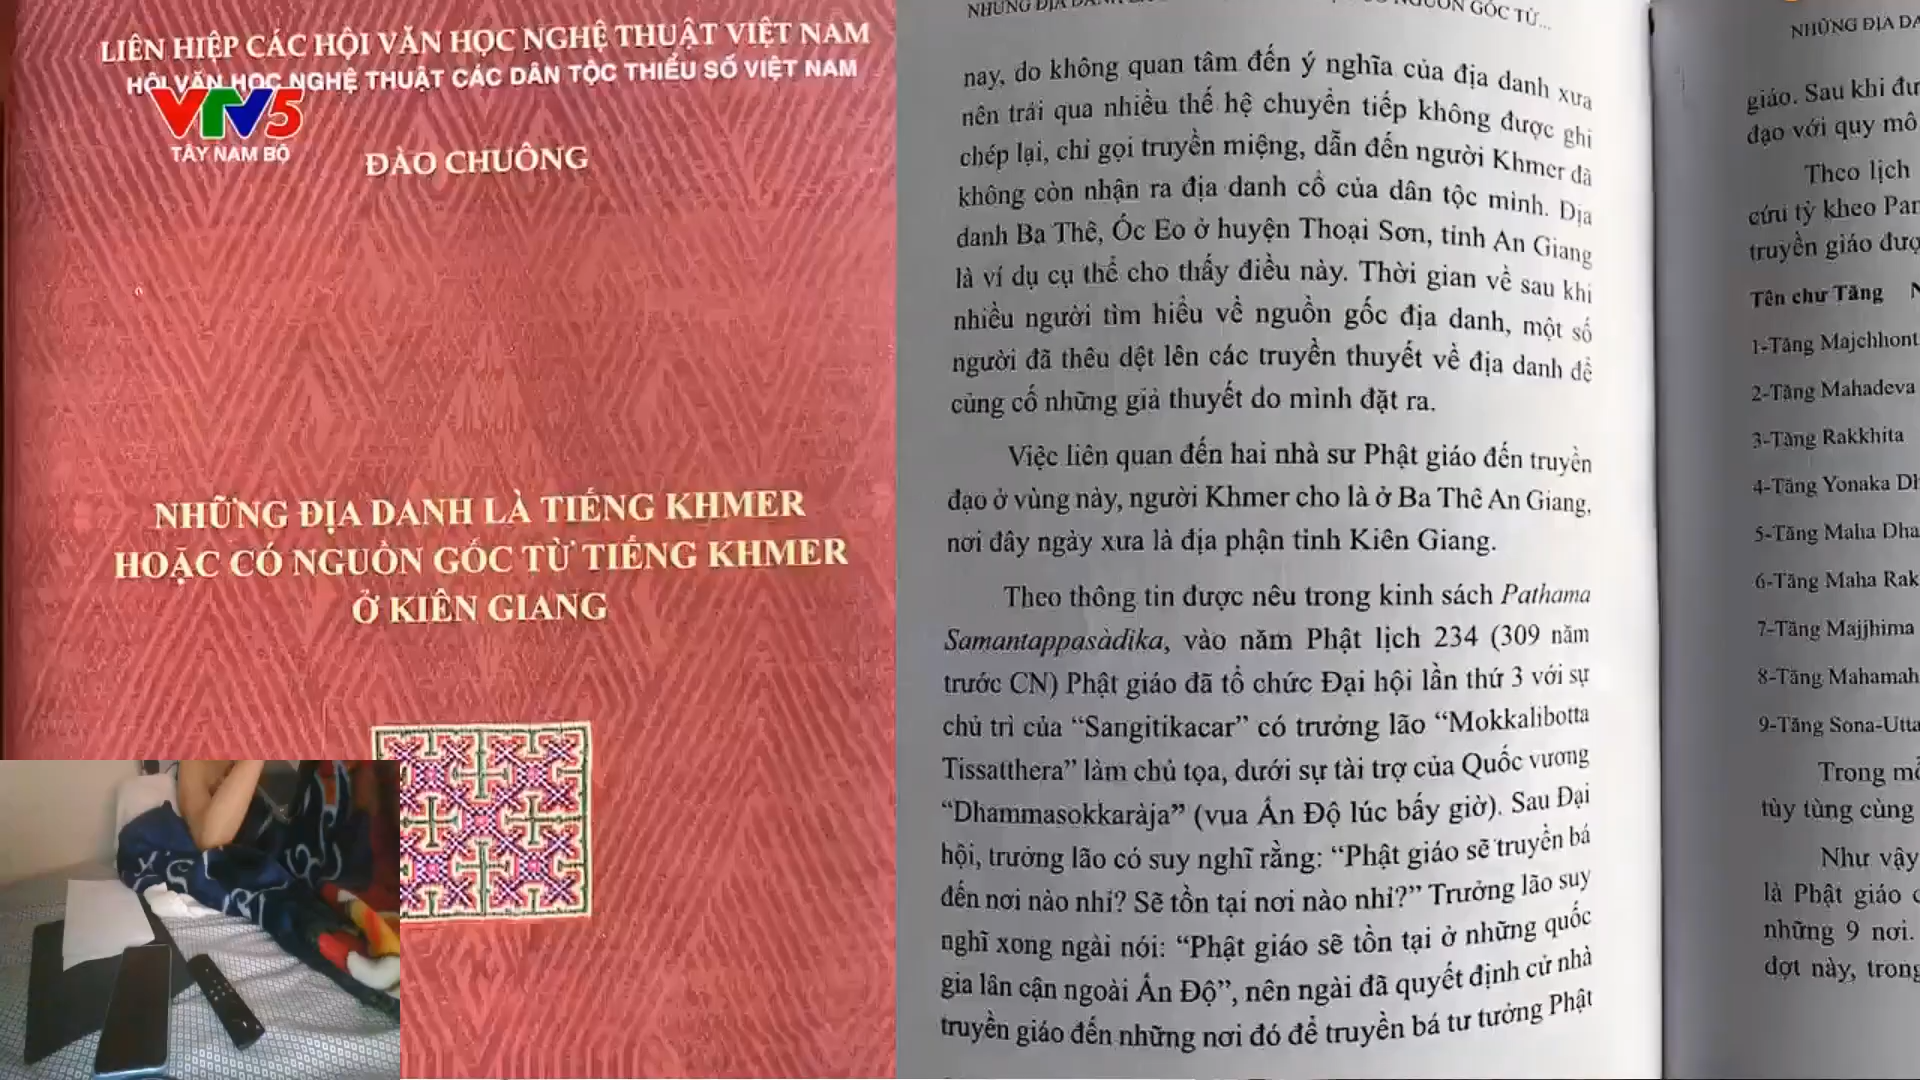 LIÊN HIỆP CÁC HỘI VĂN HỌC NGHỆ THUẬT VIỆT NAM
HỘI VĂN HỌC NGHỆ THUẬT CÁC DÂN TỘC THIỂU SỐ VIỆT NAM
VTV5
TÂY NAM BỘ
ĐÀO CHUÔNG
NHỮNG ĐỊA DANH LÀ TIẾNG KHMER
HOẶC CÓ NGUỒN GỐC TỪ TIẾNG KHMER
Ở KIÊN GIANG
NHỮNG ĐỊA DANH
NGUỒN GỐC TỪ...
nay, do không quan tâm đến ý nghĩa của địa danh xưa
nên trải qua nhiều thế hệ chuyển tiếp không được ghi
chép lại, chỉ gọi truyền miệng, dẫn đến người Khmer đã
không còn nhận ra địa danh cổ của dân tộc mình. Địa
danh Ba Thê, Óc Eo ở huyện Thoại Sơn, tỉnh An Giang
là ví dụ cụ thể cho thấy điều này. Thời gian về sau khi
nhiều người tìm hiểu về nguồn gốc địa danh, một số
người đã thêu dệt lên các truyền thuyết về địa danh để
củng cố những giả thuyết do mình đặt ra.
Việc liên quan đến hai nhà sư Phật giáo đến truyền
đạo ở vùng này, người Khmer cho là ở Ba Thê An Giang,
nơi đây ngày xưa là địa phận tỉnh Kiên Giang.
Theo thông tin được nêu trong kinh sách Pathama
Samantappasàdika, vào năm Phật lịch 234 (309 năm
trước CN) Phật giáo đã tổ chức Đại hội lần thứ 3 với sự
chủ trì của “Sangitikacar” có trưởng lão “Mokkalibotta
Tissatthera” làm chủ tọa, dưới sự tài trợ của Quốc vương
“Dhammasokkaràja” (vua Ấn Độ lúc bấy giờ). Sau Đại
hội, trưởng lão có suy nghĩ rằng: “Phật giáo sẽ truyền bá
đến nơi nào nhỉ? Sẽ tồn tại nơi nào nhỉ?” Trưởng lão suy
nghĩ xong ngài nói: “Phật giáo sẽ tồn tại ở những quốc
gia lân cận ngoài Ấn Độ”, nên ngài đã quyết định cử nhà
truyền giáo đến những nơi đó để truyền bá tư tưởng Phật
NHỮNG ĐỊA DA
giáo. Sau khi đư
đạo với quy mô
Theo lịch
cứu tỳ kheo Par
truyền giáo đượ
Tên chư Tăng
1-Tăng Majchhont
2-Tăng Mahadeva
3-Tăng Rakkhita
4-Tăng Yonaka Dh
5-Tăng Maha Dha
6-Tăng Maha Rak
7-Tăng Majjhima
8-Tăng Mahamah
9-Tăng Sona-Utta
Trong mỗ
tùy tùng cùng
Như vậy
là Phật giáo
những 9 nơi.
đợt này, trong